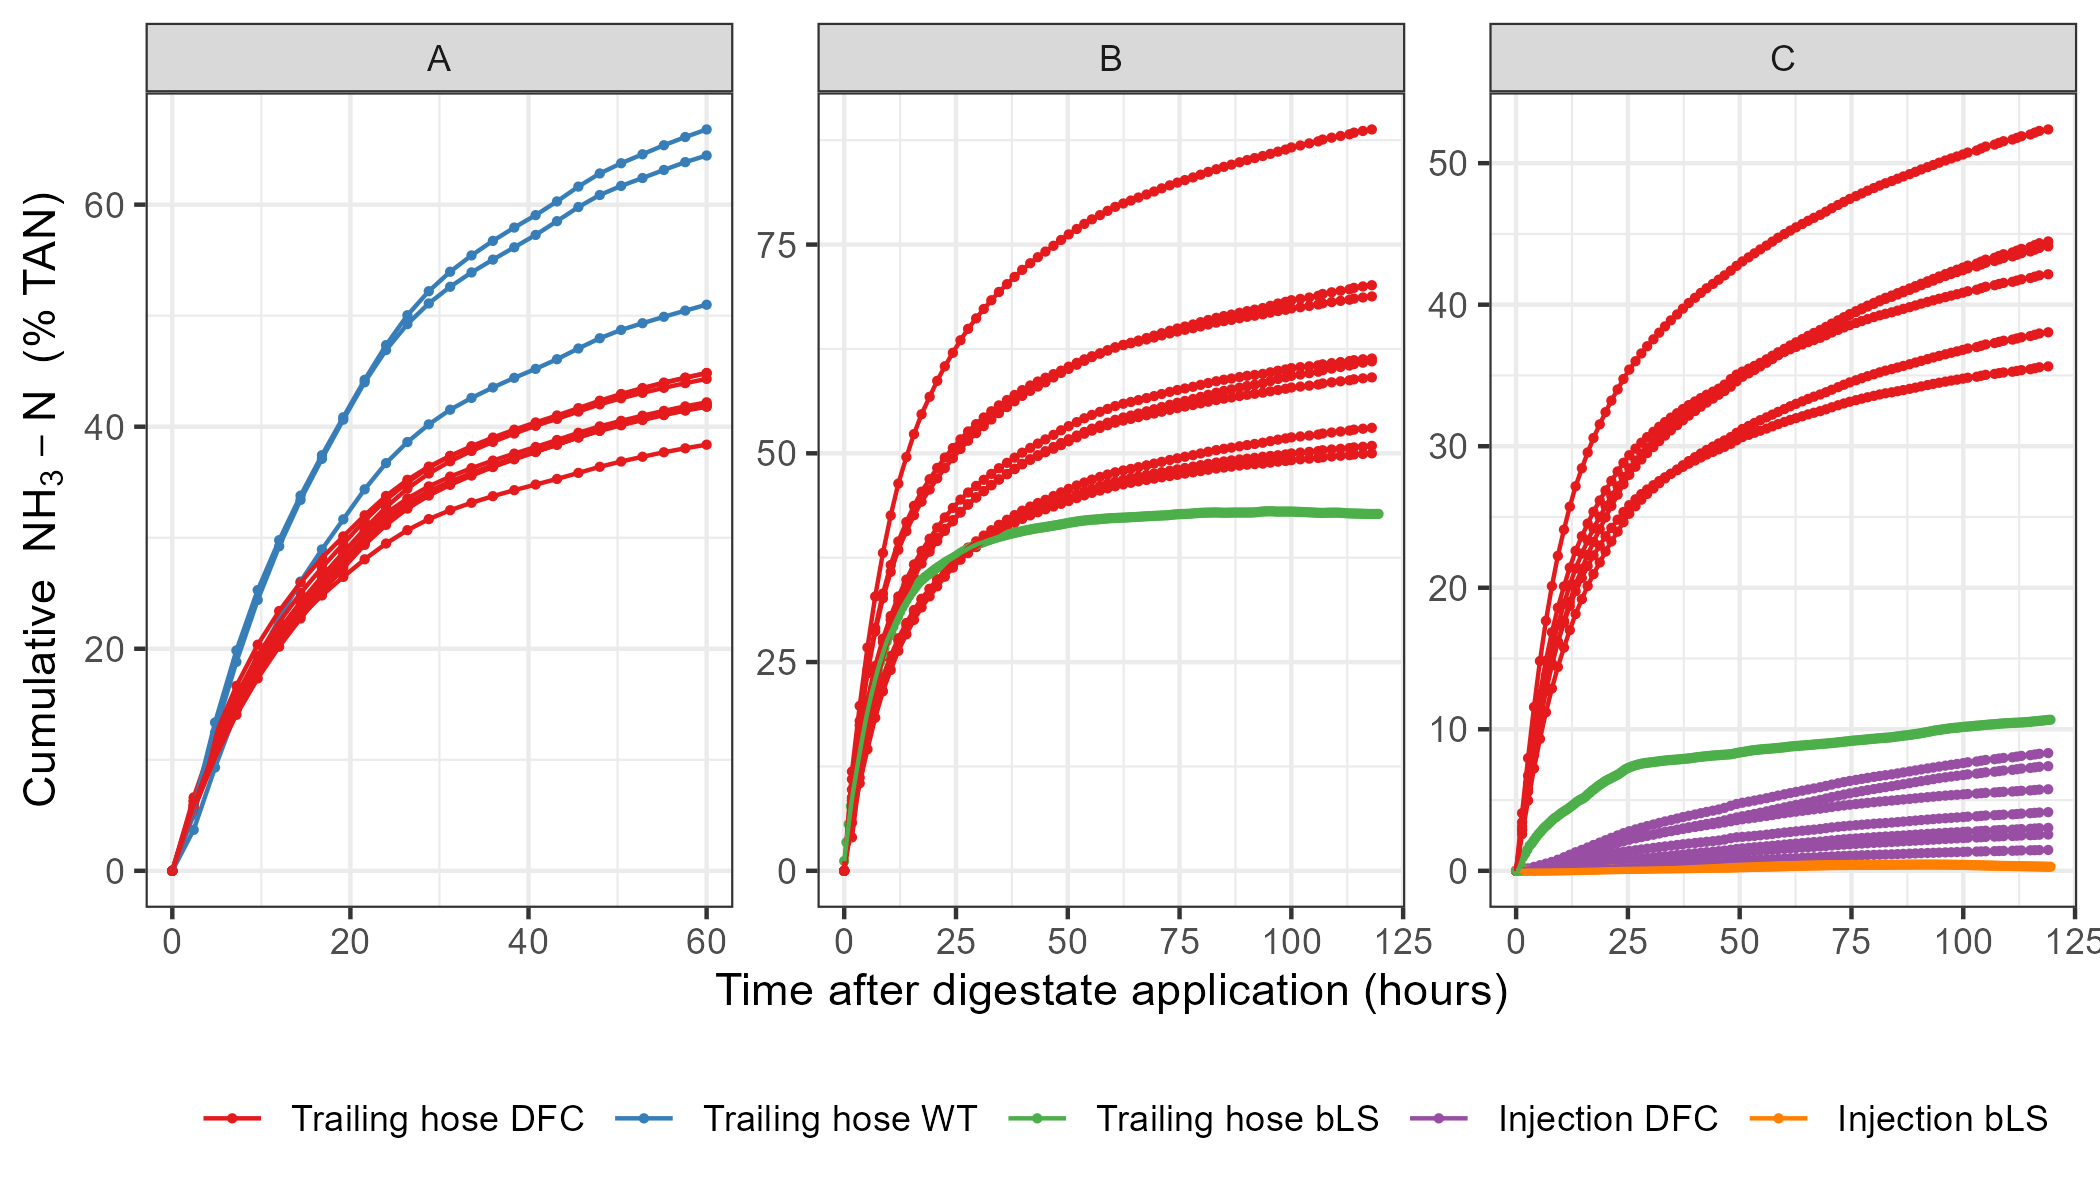 A B C
Cumulative NH3 − N (% TAN)
60
40
20
0
75
50
25
0
50
40
30
20
10
0
0 20 40 60
0 25 50 75 100 125
0 25 50 75 100 125
Time after digestate application (hours)
Trailing hose DFC Trailing hose WT Trailing hose bLS Injection DFC Injection bLS